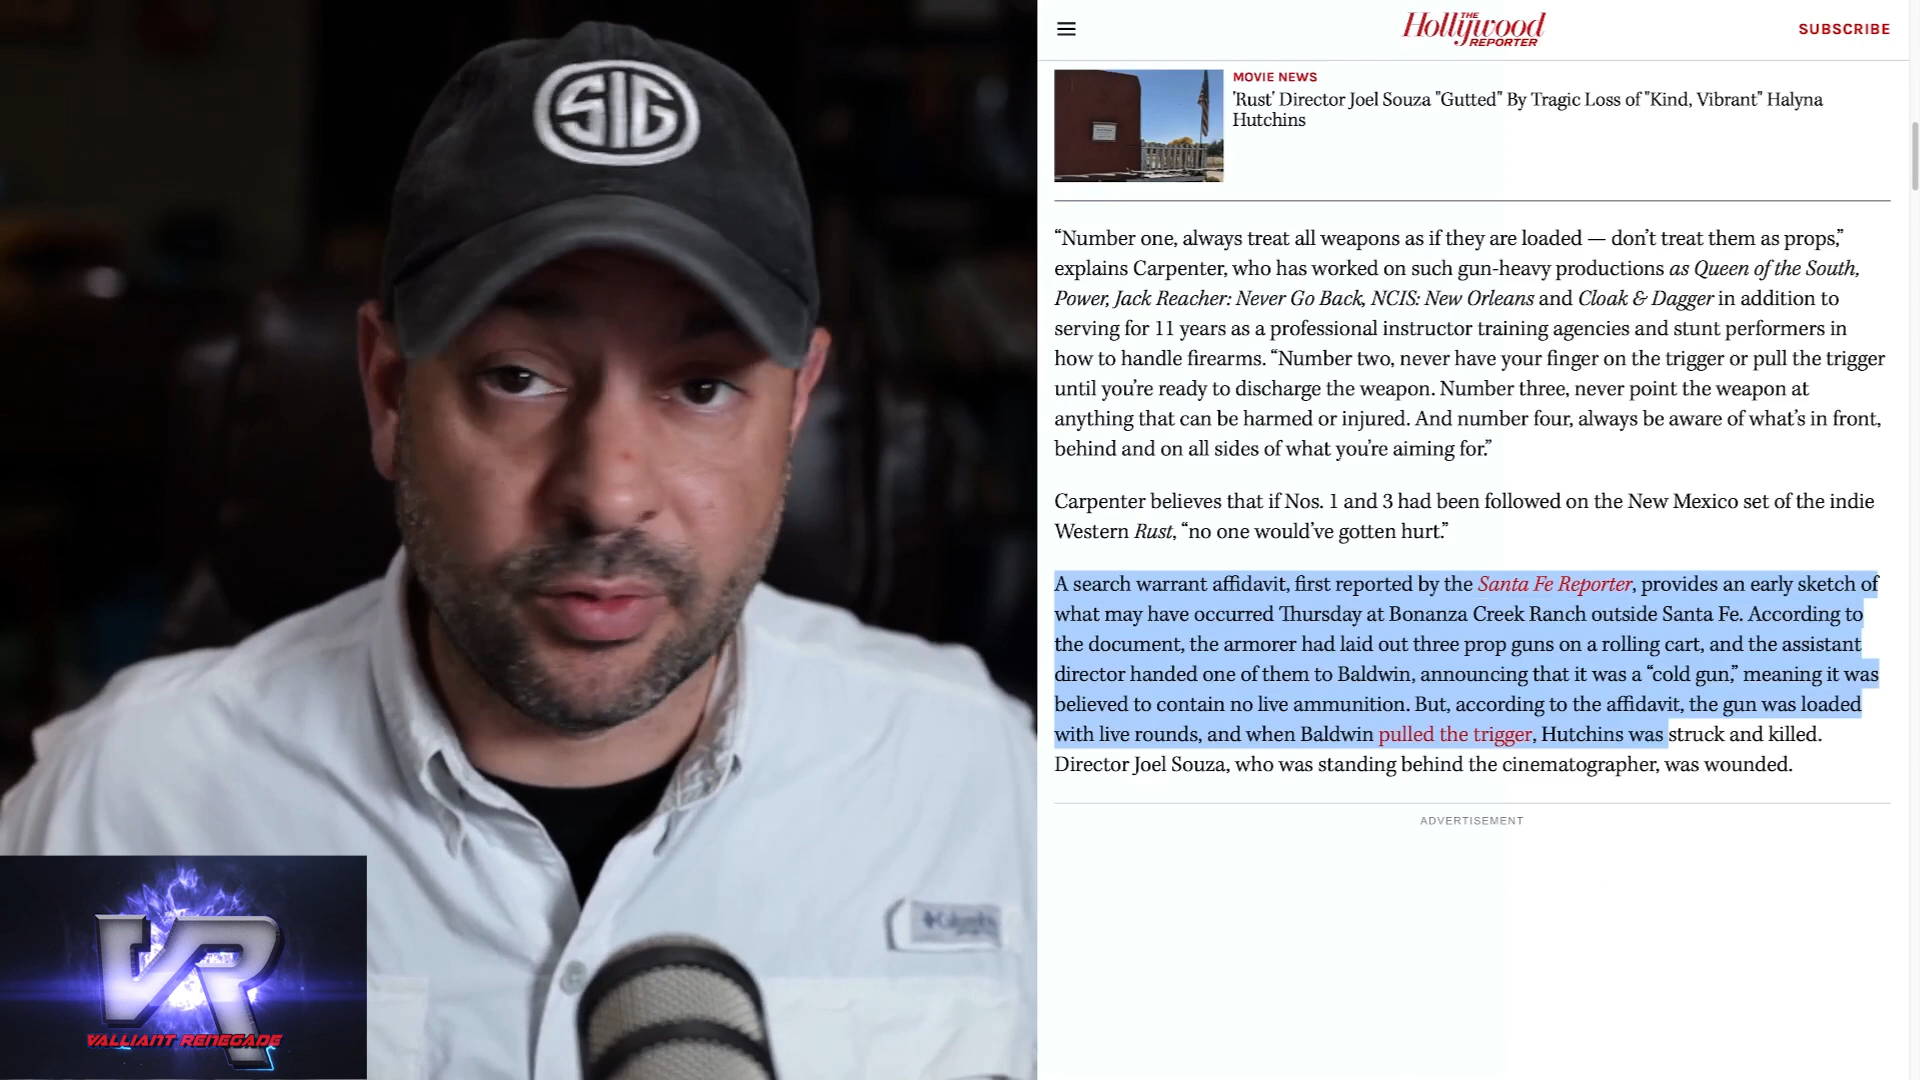 SIG
Columbia
VR
VALLIANT RENEGADE
THE
Hollywood
REPORTER
SUBSCRIBE
MOVIE NEWS
'Rust' Director Joel Souza "Gutted" By Tragic Loss of "Kind, Vibrant" Halyna
Hutchins
“Number one, always treat all weapons as if they are loaded — don’t treat them as props,”
explains Carpenter, who has worked on such gun-heavy productions as Queen of the South,
Power, Jack Reacher: Never Go Back, NCIS: New Orleans and Cloak & Dagger in addition to
serving for 11 years as a professional instructor training agencies and stunt performers in
how to handle firearms. “Number two, never have your finger on the trigger or pull the trigger
until you’re ready to discharge the weapon. Number three, never point the weapon at
anything that can be harmed or injured. And number four, always be aware of what’s in front,
behind and on all sides of what you’re aiming for.”
Carpenter believes that if Nos. 1 and 3 had been followed on the New Mexico set of the indie
Western Rust, “no one would’ve gotten hurt.”
A search warrant affidavit, first reported by the Santa Fe Reporter, provides an early sketch of
what may have occurred Thursday at Bonanza Creek Ranch outside Santa Fe. According to
the document, the armorer had laid out three prop guns on a rolling cart, and the assistant
director handed one of them to Baldwin, announcing that it was a “cold gun,” meaning it was
believed to contain no live ammunition. But, according to the affidavit, the gun was loaded
with live rounds, and when Baldwin pulled the trigger, Hutchins was struck and killed.
Director Joel Souza, who was standing behind the cinematographer, was wounded.
ADVERTISEMENT